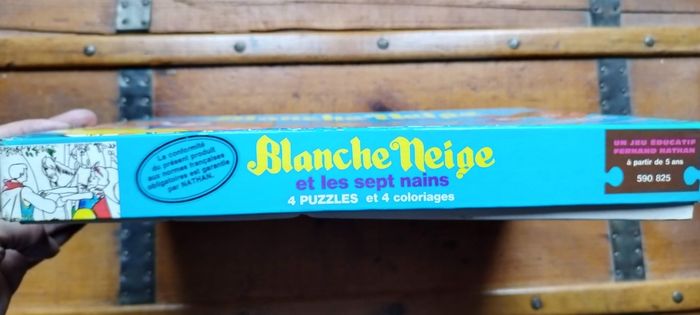 La conformité
du présent produit
aux normes françaises
obligatoires est garantie
par NATHAN.
Blanche Neige
et les sept nains
4 PUZZLES et 4 coloriages
UN JEU ÉDUCATIF
FERNAND NATHAN
à partir de 5 ans
590 825